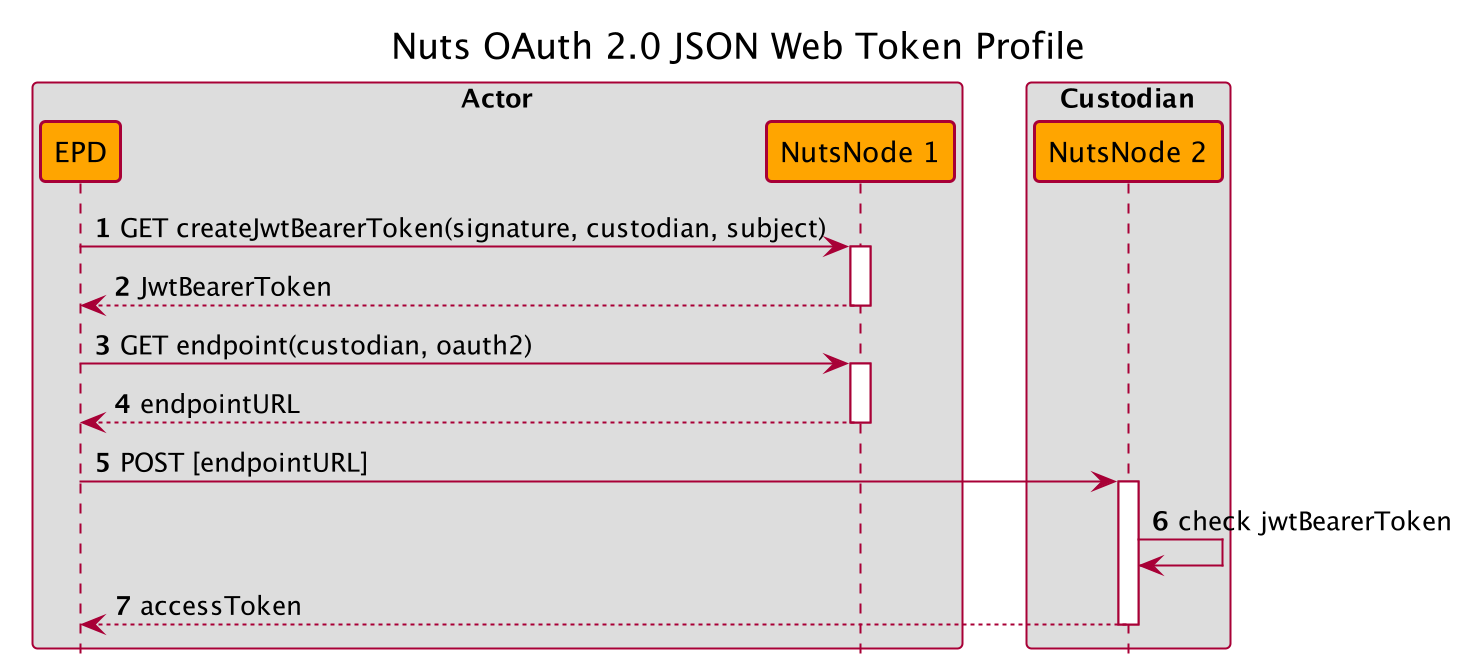 Nuts OAuth 2.0 JSON Web Token Profile
Actor
Custodian
EPD
NutsNode 1
NutsNode 2
1 GET createJwtBearerToken(signature, custodian, subject)
2 JwtBearerToken
3 GET endpoint(custodian, oauth2)
4 endpointURL
5 POST [endpointURL]
6 check jwtBearerToken
7 accessToken